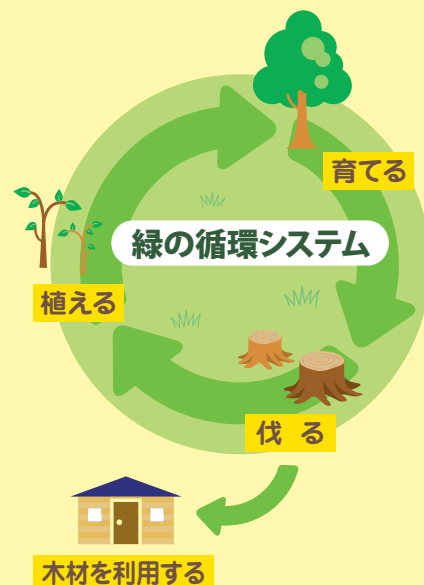 育てる
緑の循環システム
植える
伐 る
木材を利用する